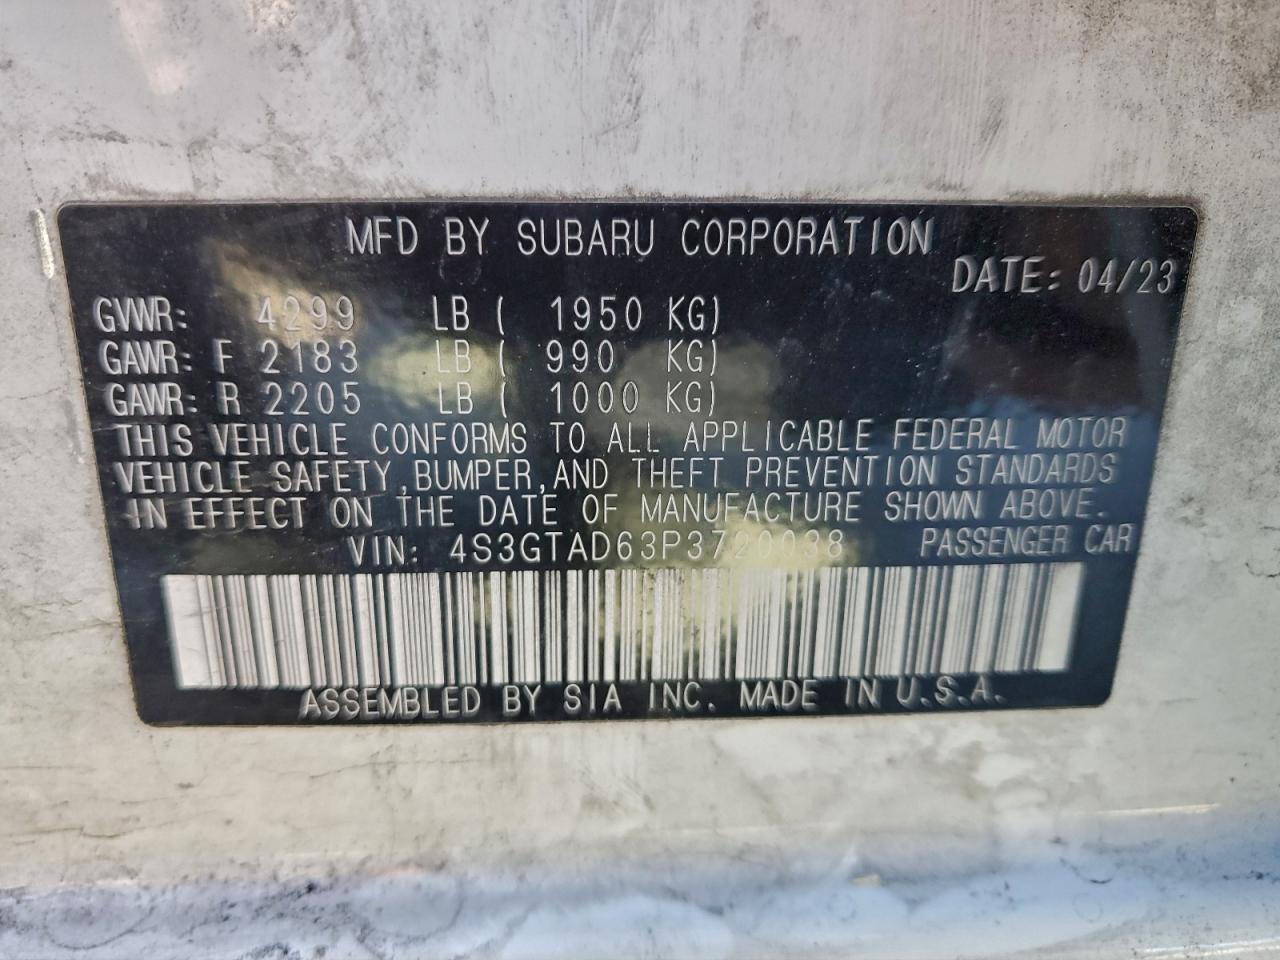 MFD BY SUBARU CORPORATION
DATE: 04/23
GVWR: 4299 LB ( 1950 KG)
GAWR: F 2183 LB ( 990 KG)
GAWR: R 2205 LB ( 1000 KG)
THIS VEHICLE CONFORMS TO ALL APPLICABLE FEDERAL MOTOR
VEHICLE SAFETY,BUMPER,AND THEFT PREVENTION STANDARDS
IN EFFECT ON THE DATE OF MANUFACTURE SHOWN ABOVE.
VIN: 4S3GTAD63P3720038 PASSENGER CAR
ASSEMBLED BY SIA INC. MADE IN U.S.A.